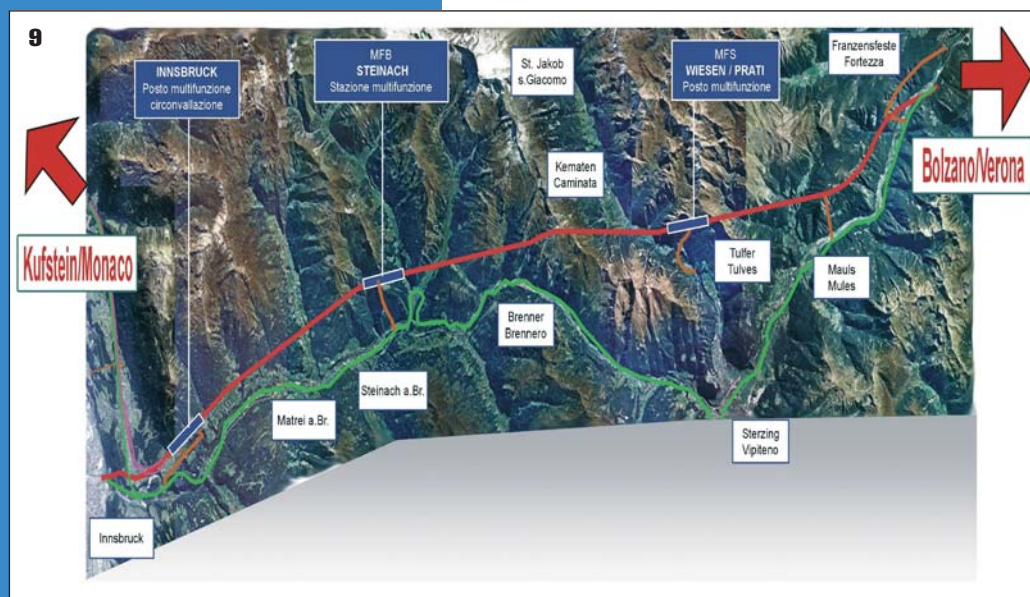 9
INNSBRUCK
Posto multifunzione
circonvallazione
MFB
STEINACH
Stazione multifunzione
St. Jakob
s.Giacomo
MFS
WIESEN / PRATI
Posto multifunzione
Franzensfeste
Fortezza
Kufstein/Monaco
Bolzano/Verona
Kematen
Caminata
Tulfer
Tulves
Mauls
Mules
Brenner
Brennero
Steinach a.Br.
Matrei a.Br.
Sterzing
Vipiteno
Innsbruck